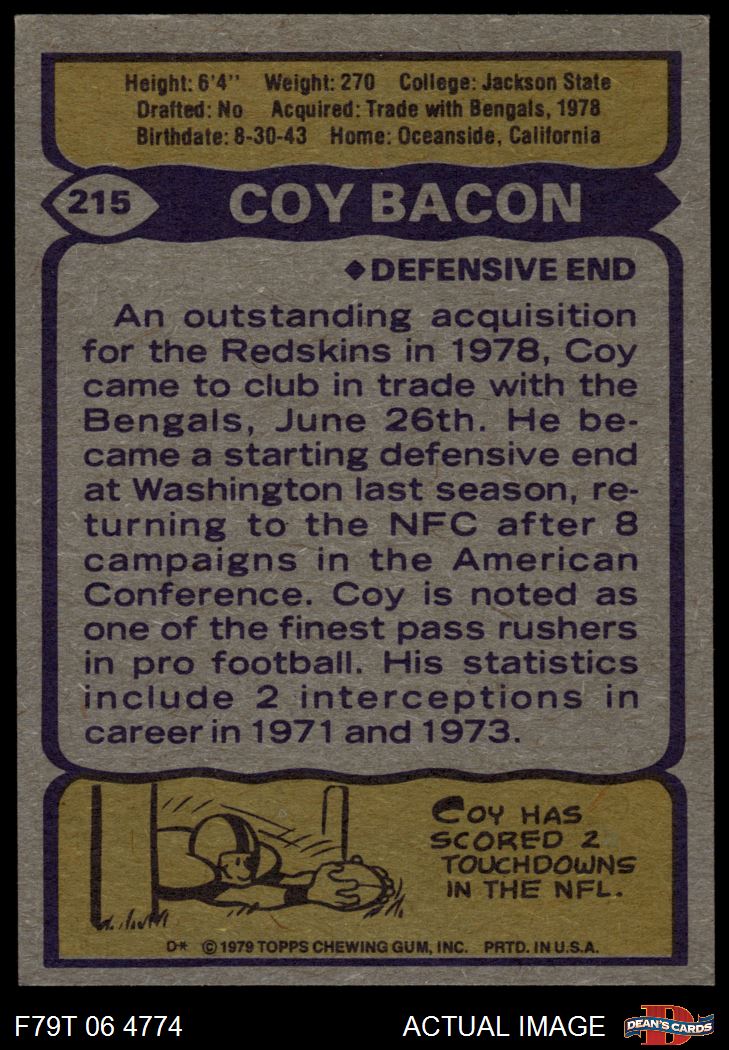 Height: 6'4'' Weight: 270 College: Jackson State
Drafted: No Acquired: Trade with Bengals, 1978
Birthdate: 8-30-43 Home: Oceanside, California
215 COY BACON
◆DEFENSIVE END
An outstanding acquisition
for the Redskins in 1978, Coy
came to club in trade with the
Bengals, June 26th. He be-
came a starting defensive end
at Washington last season, re-
turning to the NFC after 8
campaigns in the American
Conference. Coy is noted as
one of the finest pass rushers
in pro football. His statistics
include 2 interceptions in
career in 1971 and 1973.
COY HAS
SCORED 2
TOUCHDOWNS
IN THE NFL.
D* ©1979 TOPPS CHEWING GUM, INC. PRTD. IN U.S.A.
F79T 06 4774 ACTUAL IMAGE D DEAN'S CARDS